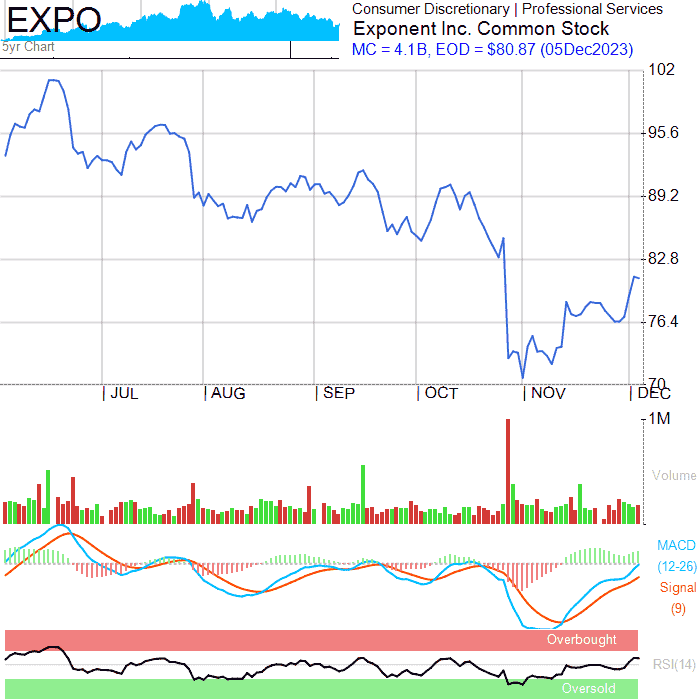 EXPO
5yr Chart
Consumer Discretionary | Professional Services
Exponent Inc. Common Stock
MC = 4.1B, EOD = $80.87 (05Dec2023)
102
95.6
89.2
82.8
76.4
70
| JUL | AUG | SEP | OCT | NOV | DEC
1M
Volume
MACD
(12-26)
Signal
(9)
Overbought
RSI(14)
Oversold